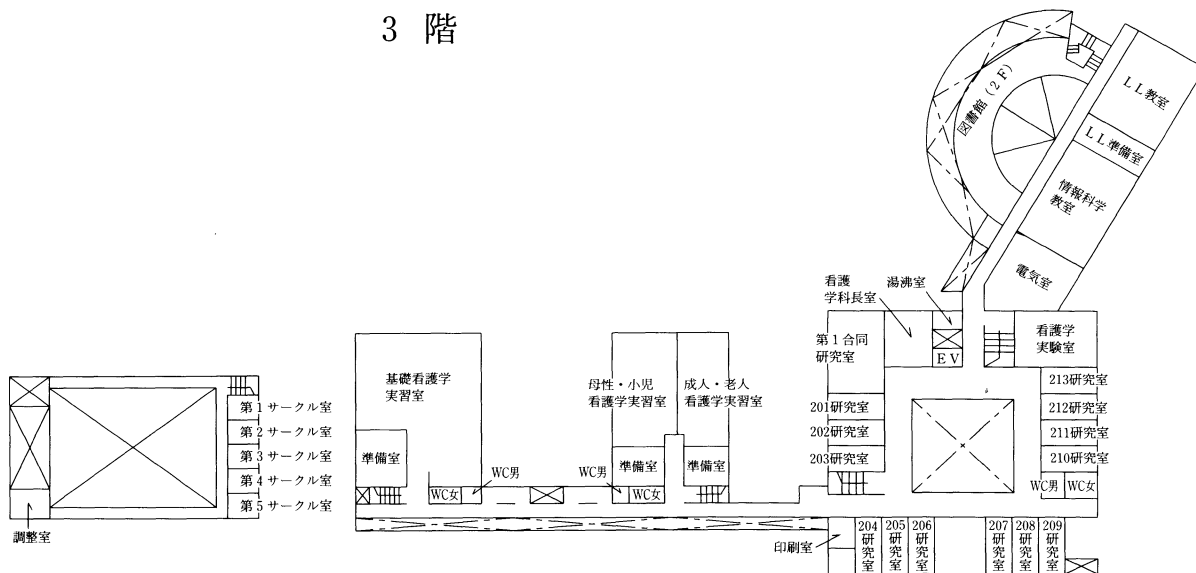 3 階
図書館 (2F)
LL教室
LL準備室
情報科学
教室
電気室
看護
学科長室
湯沸室
第1合同
研究室
EV
看護学
実験室
基礎看護学
実習室
母性・小児
看護学実習室
成人・老人
看護学実習室
第1サークル室
第2サークル室
第3サークル室
第4サークル室
第5サークル室
調整室
準備室
WC女
WC男
WC男
準備室
WC女
準備室
201研究室
202研究室
203研究室
213研究室
212研究室
211研究室
210研究室
WC男
WC女
印刷室
204研究室
205研究室
206研究室
207研究室
208研究室
209研究室